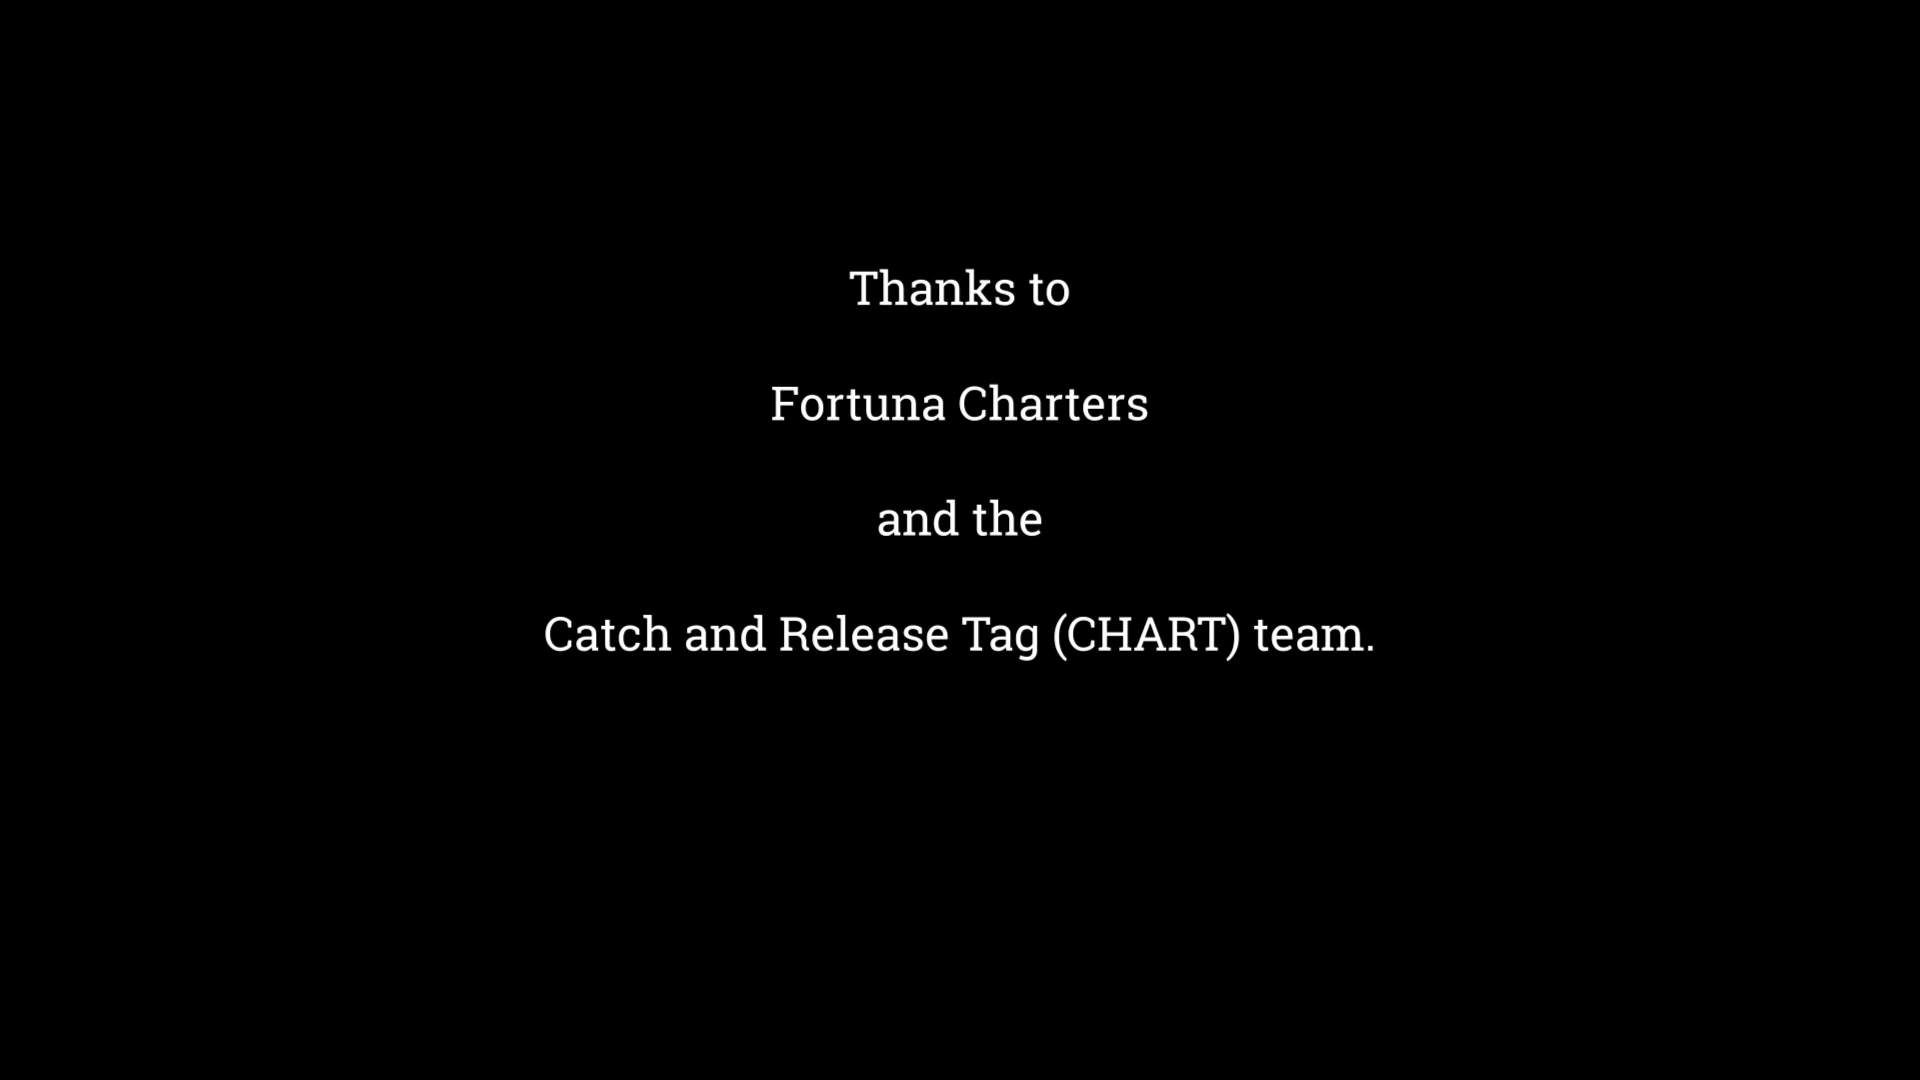 Thanks to
Fortuna Charters
and the
Catch and Release Tag (CHART) team.